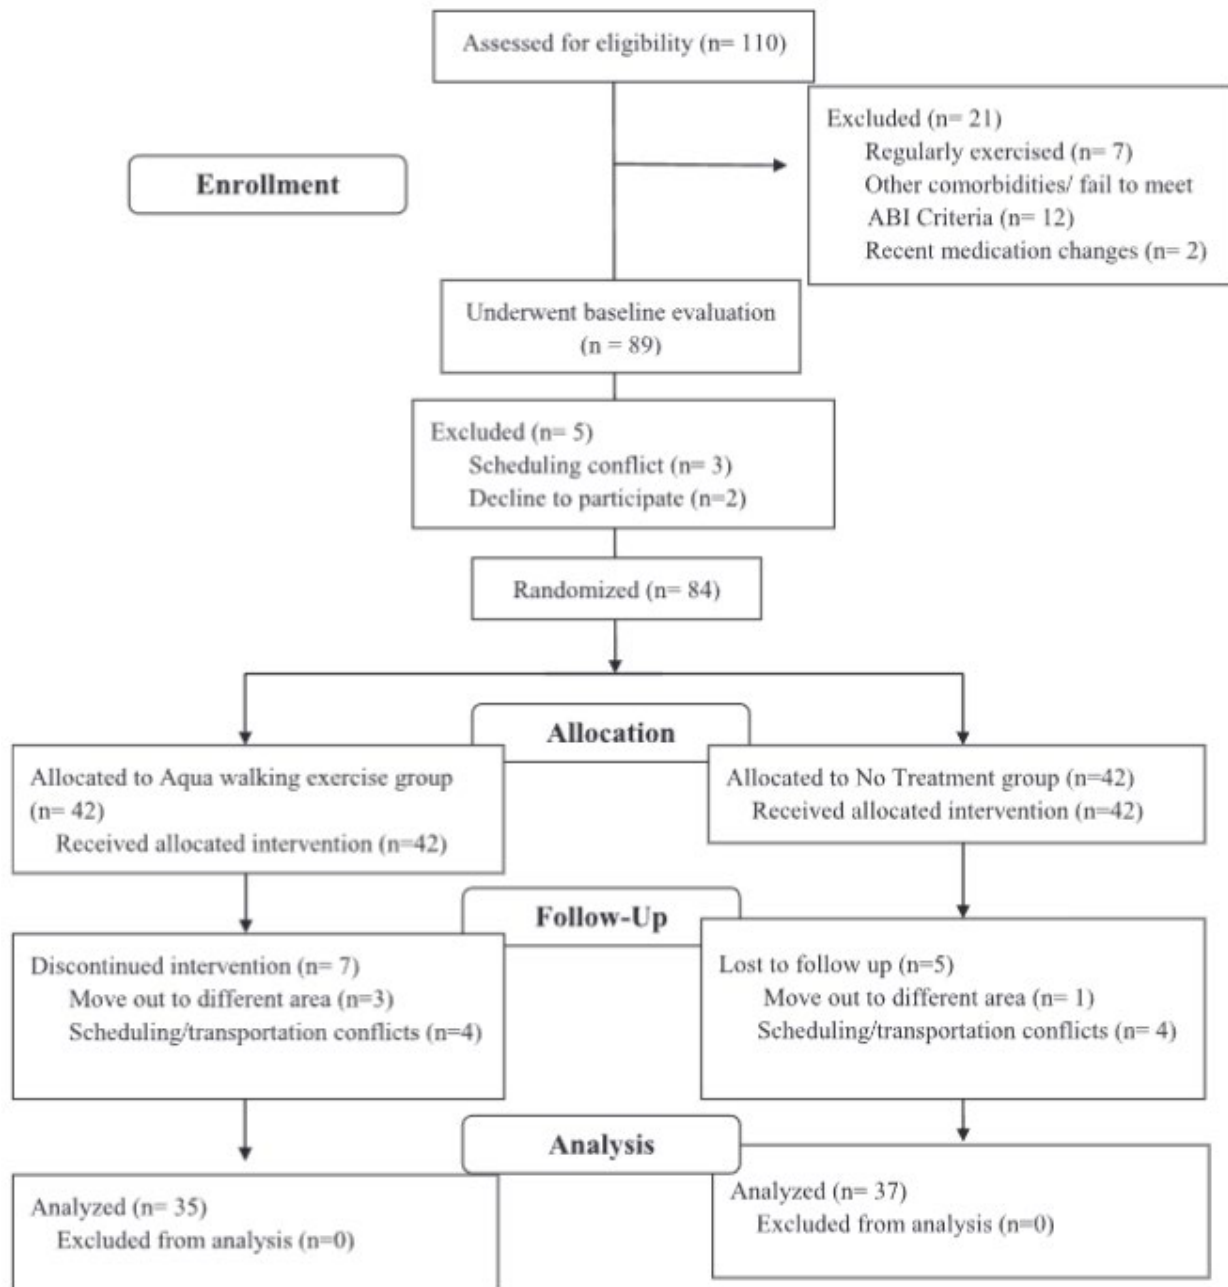 Assessed for eligibility (n= 110)
Excluded (n= 21)
Regularly exercised (n= 7)
Other comorbidities/ fail to meet
ABI Criteria (n= 12)
Recent medication changes (n= 2)
Enrollment
Underwent baseline evaluation
(n = 89)
Excluded (n= 5)
Scheduling conflict (n= 3)
Decline to participate (n=2)
Randomized (n= 84)
Allocation
Allocated to Aqua walking exercise group
(n= 42)
Received allocated intervention (n=42)
Allocated to No Treatment group (n=42)
Received allocated intervention (n=42)
Follow-Up
Discontinued intervention (n= 7)
Move out to different area (n=3)
Scheduling/transportation conflicts (n=4)
Lost to follow up (n=5)
Move out to different area (n= 1)
Scheduling/transportation conflicts (n= 4)
Analysis
Analyzed (n= 35)
Excluded from analysis (n=0)
Analyzed (n= 37)
Excluded from analysis (n=0)